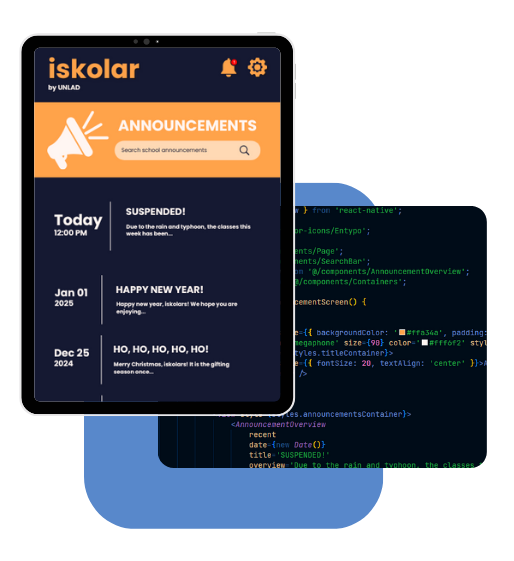 iskolar
by UNLAD
ANNOUNCEMENTS
Search school announcements
Today
12:00 PM
SUSPENDED!
Due to the rain and typhoon, the classes this
week has been...
Jan 01
2025
HAPPY NEW YEAR!
Happy new year, iskolars! We hope you are
enjoying...
Dec 25
2024
HO, HO, HO, HO, HO!
Merry Christmas, iskolars! It is the gifting
season once...
w } from 'react-native';
or-icons/Entypo';
ents/Page';
nents/SearchBar';
on '@/components/AnnouncementOverview';
@/components/Containers';
ncementScreen() {
={{ backgroundColor: '#ffa34a', padding:
megaphone' size={90} color='#fff6f2' styl
styles.titleContainer}>
={{ fontSize: 20, textAlign: 'center' }}>A
/>
styles.announcementsContainer}>
<AnnouncementOverview
recent
date={new Date()}
title='SUSPENDED!'
overview='Due to the rain and typhoon, the classes